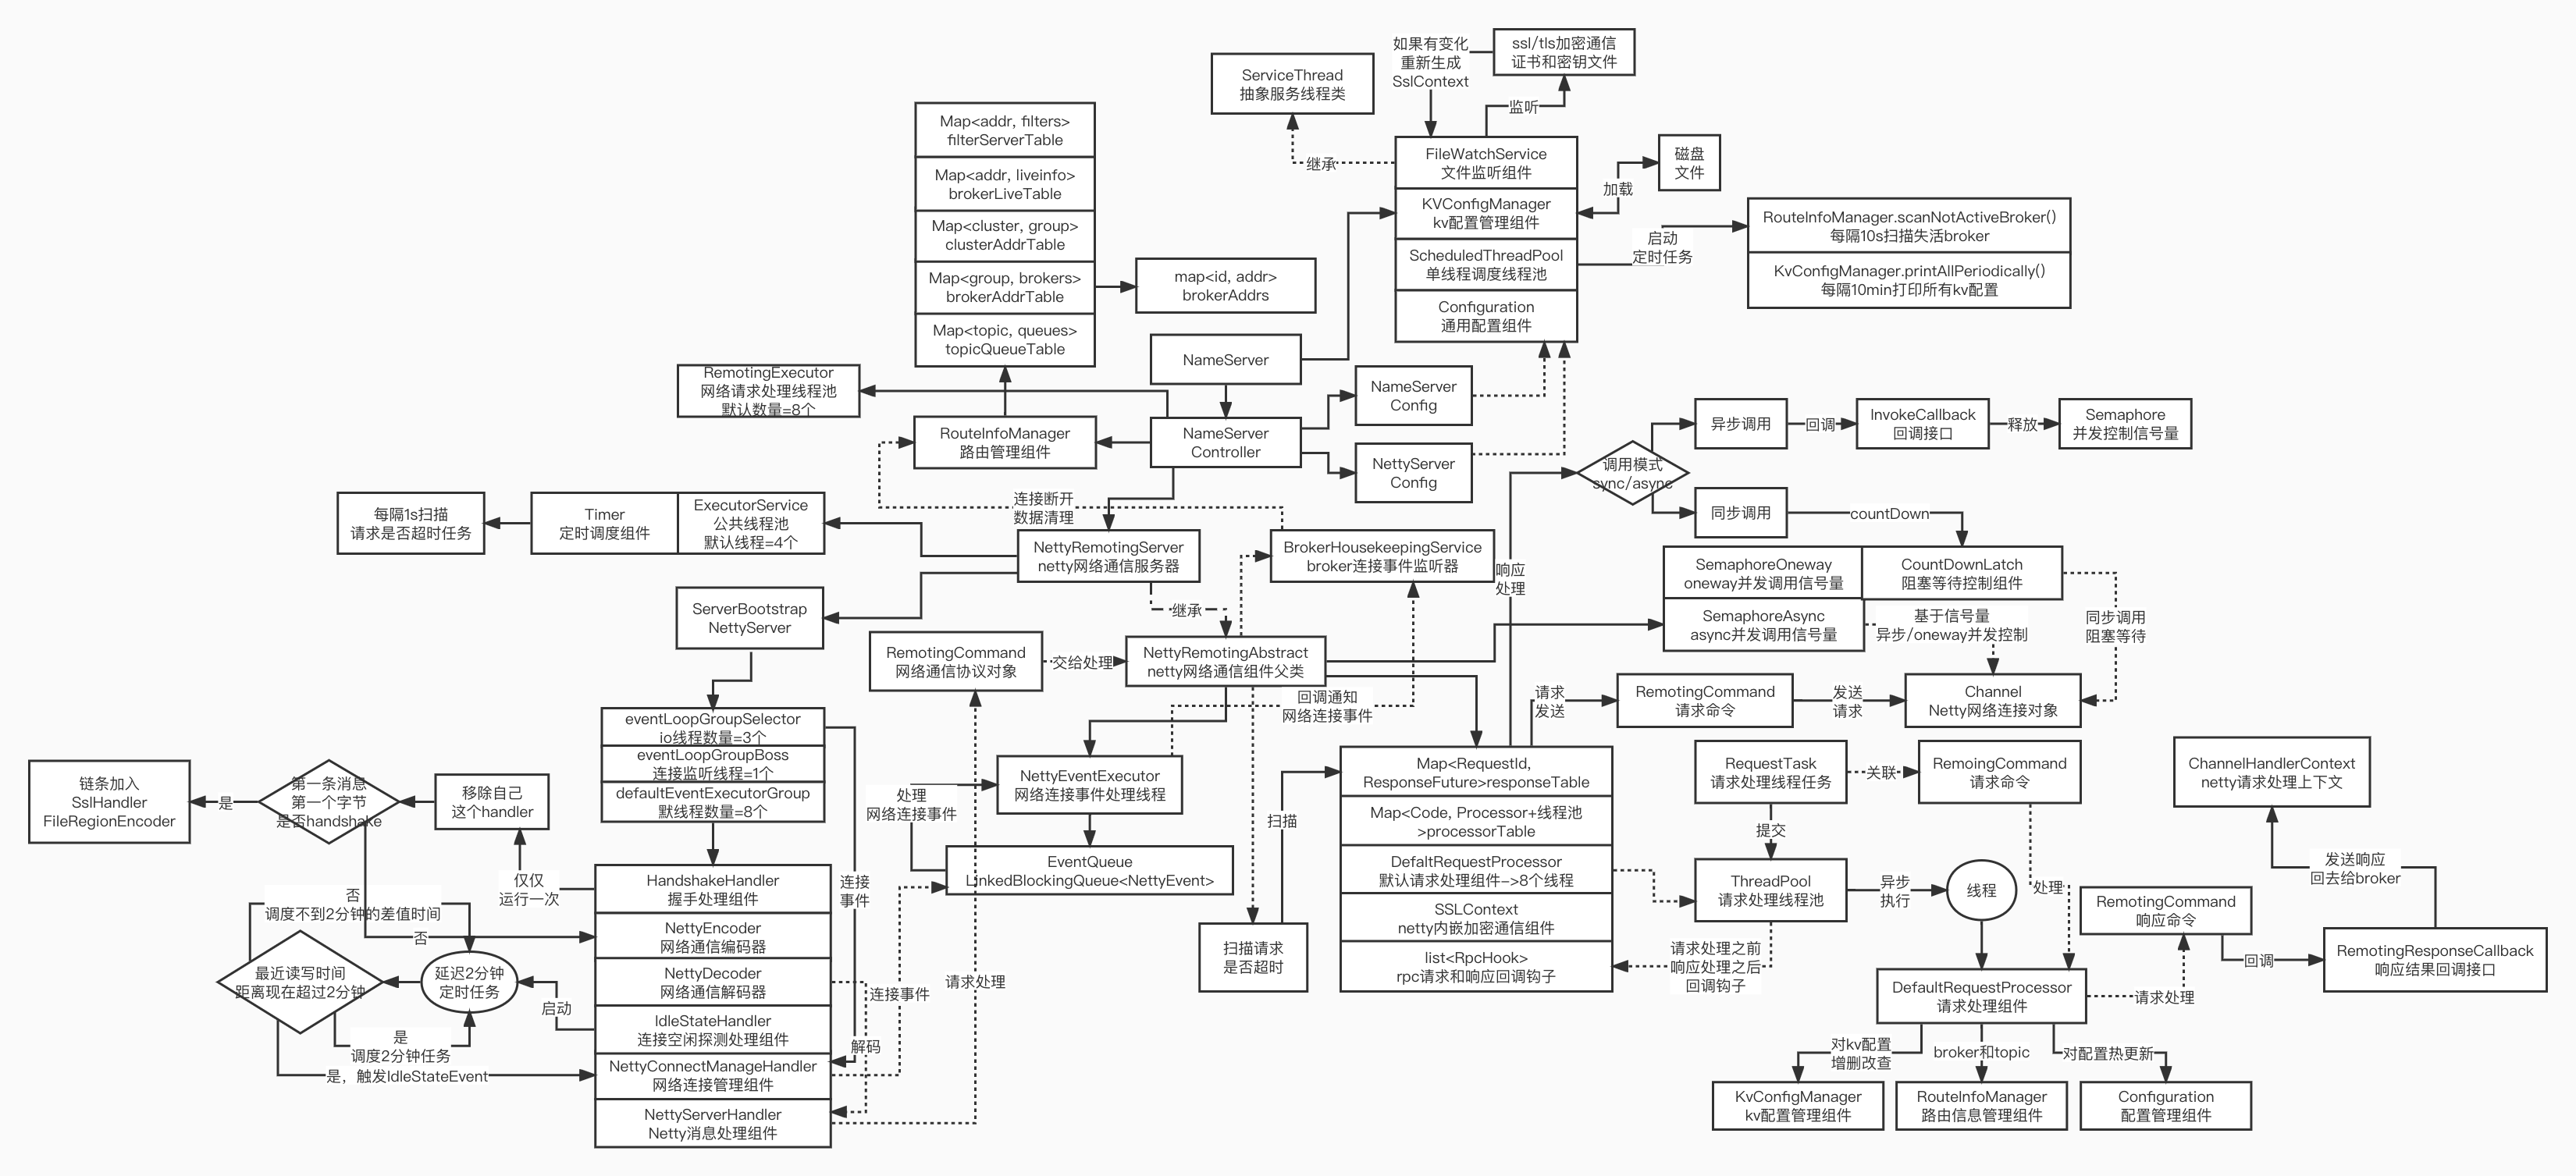 如果有变化
重新生成
SslContext
ssl/tls加密通信
证书和密钥文件
ServiceThread
抽象服务线程类
监听
继承
Map<addr, filters>
filterServerTable
Map<addr, liveinfo>
brokerLiveTable
Map<cluster, group>
clusterAddrTable
Map<group, brokers>
brokerAddrTable
Map<topic, queues>
topicQueueTable
map<id, addr>
brokerAddrs
FileWatchService
文件监听组件
KVConfigManager
kv配置管理组件
ScheduledThreadPool
单线程调度线程池
Configuration
通用配置组件
磁盘
文件
加载
启动
定时任务
RouteInfoManager.scanNotActiveBroker()
每隔10s扫描失活broker
KvConfigManager.printAllPeriodically()
每隔10min打印所有kv配置
NameServer
RemotingExecutor
网络请求处理线程池
默认数量=8个
RouteInfoManager
路由管理组件
NameServer
Controller
NameServer
Config
NettyServer
Config
调用模式
sync/async
异步调用
回调
InvokeCallback
回调接口
释放
Semaphore
并发控制信号量
同步调用
countDown
每隔1s扫描
请求是否超时任务
Timer
定时调度组件
ExecutorService
公共线程池
默认线程=4个
连接断开
数据清理
NettyRemotingServer
netty网络通信服务器
BrokerHousekeepingService
broker连接事件监听器
响应
处理
SemaphoreOneway
oneway并发调用信号量
CountDownLatch
阻塞等待控制组件
SemaphoreAsync
async并发调用信号量
基于信号量
异步/oneway并发控制
同步调用
阻塞等待
ServerBootstrap
NettyServer
继承
RemotingCommand
网络通信协议对象
交给处理
NettyRemotingAbstract
netty网络通信组件父类
回调通知
网络连接事件
请求
发送
RemotingCommand
请求命令
发送
请求
Channel
Netty网络连接对象
eventLoopGroupSelector
io线程数量=3个
eventLoopGroupBoss
连接监听线程=1个
defaultEventExecutorGroup
默线程数量=8个
链条加入
SslHandler
FileRegionEncoder
是
第一条消息
第一个字节
是否handshake
移除自己
这个handler
处理
网络连接事件
NettyEventExecutor
网络连接事件处理线程
EventQueue
LinkedBlockingQueue<NettyEvent>
扫描
Map<RequestId,
ResponseFuture>responseTable
Map<Code, Processor+线程池
>processorTable
DefaltRequestProcessor
默认请求处理组件->8个线程
SSLContext
netty内嵌加密通信组件
list<RpcHook>
rpc请求和响应回调钩子
RequestTask
请求处理线程任务
关联
RemoingCommand
请求命令
ChannelHandlerContext
netty请求处理上下文
提交
ThreadPool
请求处理线程池
异步
执行
线程
处理
发送响应
回去给broker
RemotingCommand
响应命令
回调
RemotingResponseCallback
响应结果回调接口
仅仅
运行一次
HandshakeHandler
握手处理组件
NettyEncoder
网络通信编码器
NettyDecoder
网络通信解码器
IdleStateHandler
连接空闲探测处理组件
NettyConnectManageHandler
网络连接管理组件
NettyServerHandler
Netty消息处理组件
连接
事件
否
调度不到2分钟的差值时间
否
最近读写时间
距离现在超过2分钟
延迟2分钟
定时任务
启动
是
调度2分钟任务
是，触发IdleStateEvent
连接事件
解码
请求处理
扫描请求
是否超时
请求处理之前
响应处理之后
回调钩子
DefaultRequestProcessor
请求处理组件
请求处理
对kv配置
增删改查
broker和topic
对配置热更新
KvConfigManager
kv配置管理组件
RouteInfoManager
路由信息管理组件
Configuration
配置管理组件